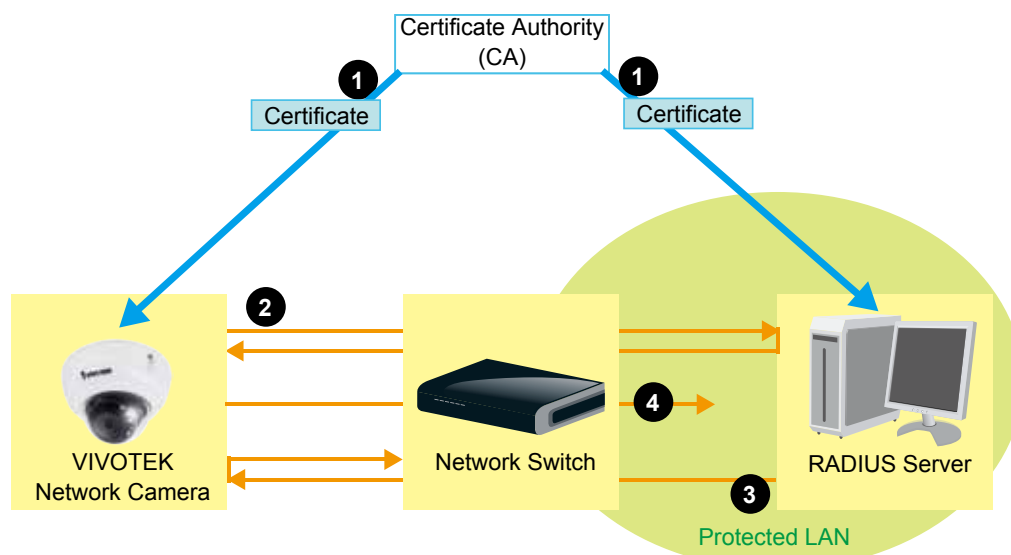 Certificate Authority
(CA)
1
1
Certificate
Certificate
2
4
VIVOTEK
Network Camera
Network Switch
RADIUS Server
3
Protected LAN